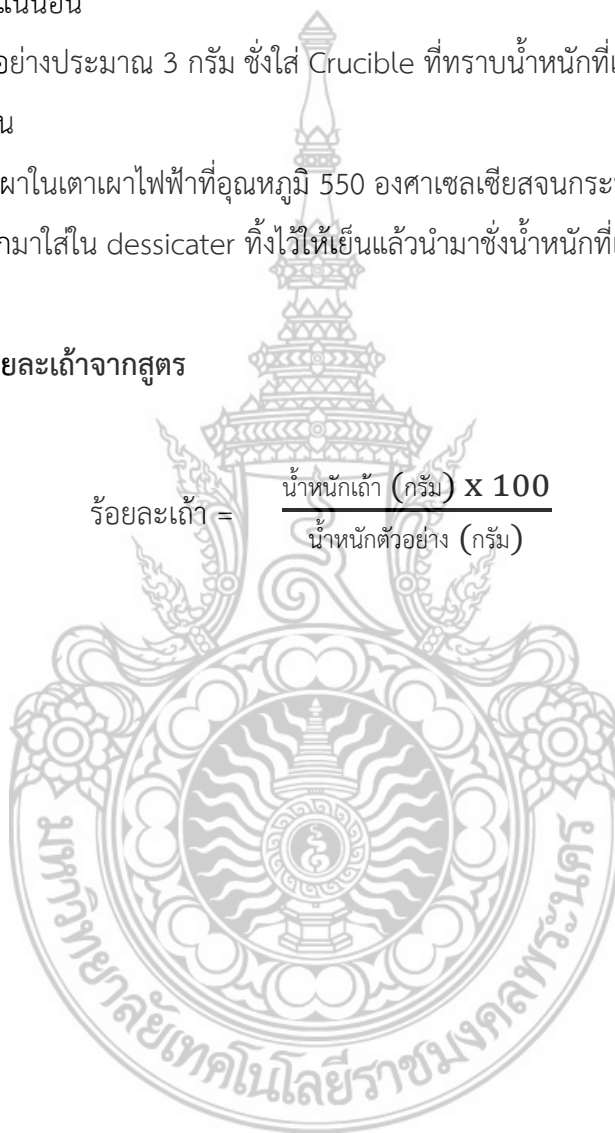 แน่นอน
อย่างประมาณ 3 กรัม ชั่งใส่ Crucible ที่ทราบน้ำหนักที่
น
ผาในเตาเผาไฟฟ้าที่อุณหภูมิ 550 องศาเซลเซียสจนกระ
มาใส่ใน dessicater ทิ้งไว้ให้เย็นแล้วนำมาชั่งน้ำหนักที่
ยละเถ้าจากสูตร
ร้อยละเถ้า = น้ำหนักเถ้า (กรัม) x 100
น้ำหนักตัวอย่าง (กรัม)
มหาวิทยาลัยเทคโนโลยีราชมงคลพระนคร